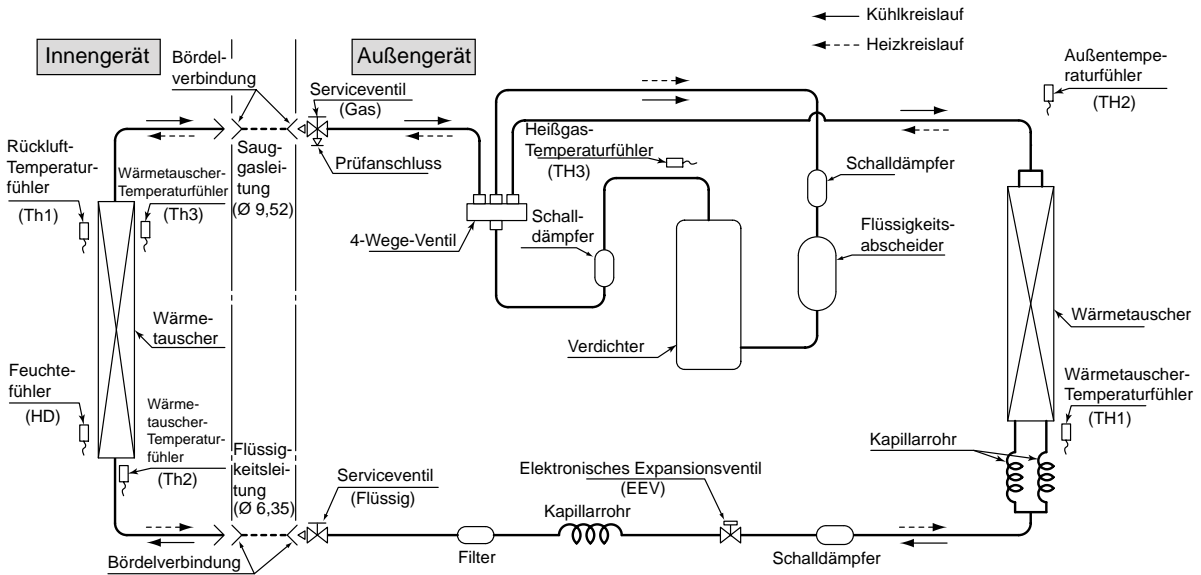 Kühlkreislauf
Heizkreislauf
Innengerät
Bördel-
verbindung
Außengerät
Serviceventil
(Gas)
Prüfanschluss
Außentempe-
raturfühler
(TH2)
Rückluft-
Temperatur-
fühler
(Th1)
Wärmetauscher-
Temperaturfühler
(Th3)
Saug-
gasleitung
(Ø 9,52)
Heißgas-
Temperaturfühler
(TH3)
Schalldämpfer
4-Wege-Ventil
Schall-
dämpfer
Flüssigkeits-
abscheider
Wärme-
tauscher
Verdichter
Wärmetauscher
Feuchte-
fühler
(HD)
Wärme-
tauscher-
Temperatur-
fühler
(Th2)
Flüssig-
keitslei-
tung
(Ø 6,35)
Wärmetauscher-
Temperaturfühler
(TH1)
Kapillarrohr
Serviceventil
(Flüssig)
Elektronisches Expansionsventil
(EEV)
Kapillarrohr
Filter
Schalldämpfer
Bördelverbindung